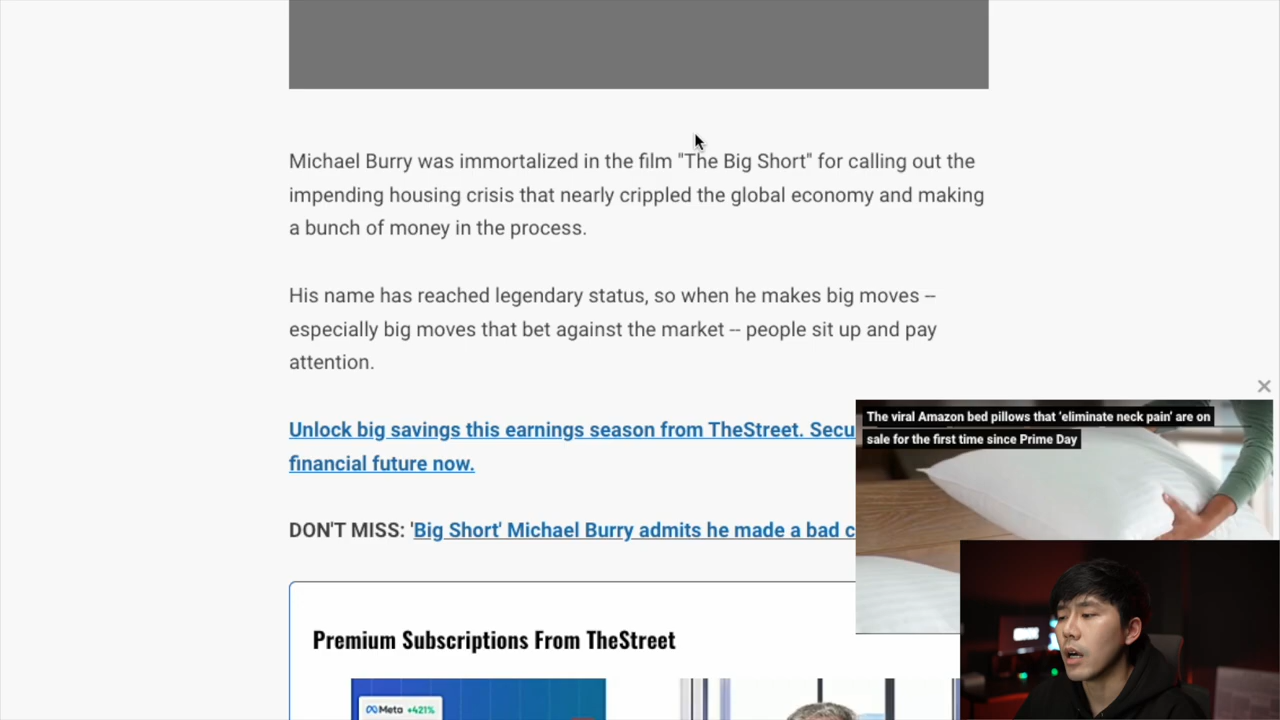 Michael Burry was immortalized in the film "The Big Short" for calling out the
impending housing crisis that nearly crippled the global economy and making
a bunch of money in the process.
His name has reached legendary status, so when he makes big moves --
especially big moves that bet against the market -- people sit up and pay
attention.
Unlock big savings this earnings season from TheStreet. Secu
financial future now.
DON'T MISS: 'Big Short' Michael Burry admits he made a bad c
The viral Amazon bed pillows that 'eliminate neck pain' are on
sale for the first time since Prime Day
Premium Subscriptions From TheStreet
Meta +421%